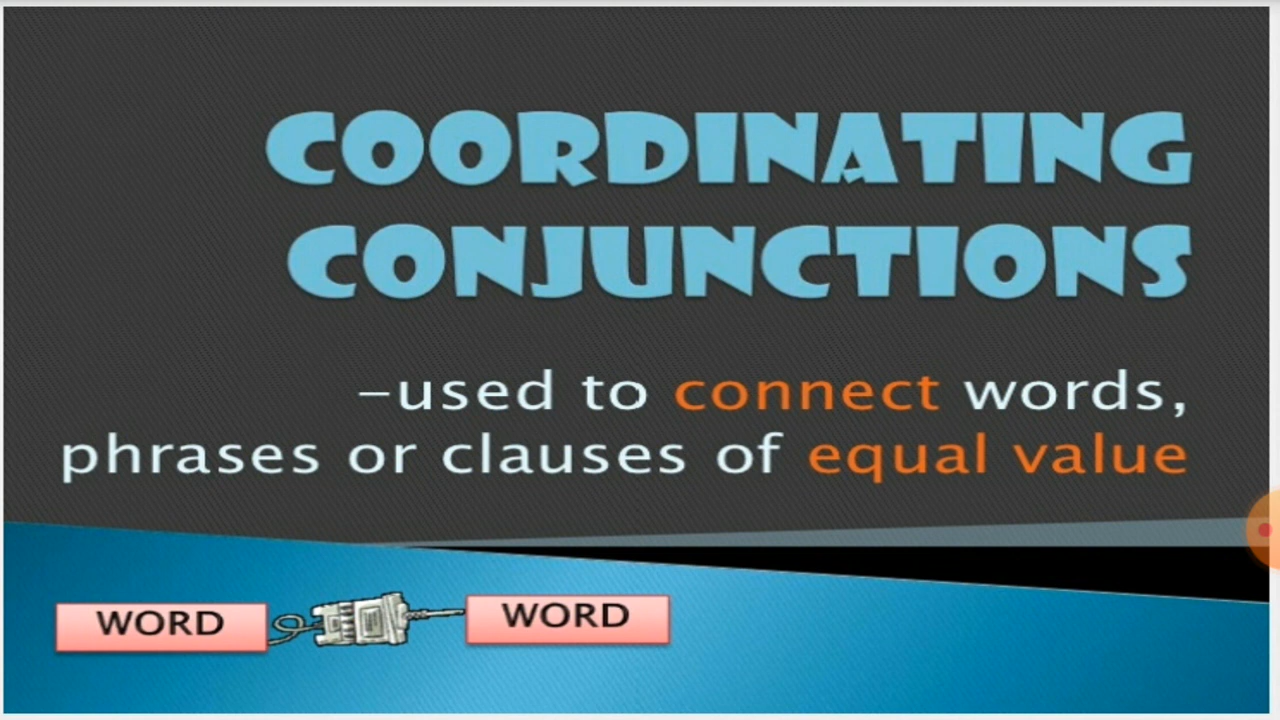 COORDINATING
CONJUNCTIONS
–used to connect words,
phrases or clauses of equal value
WORD WORD